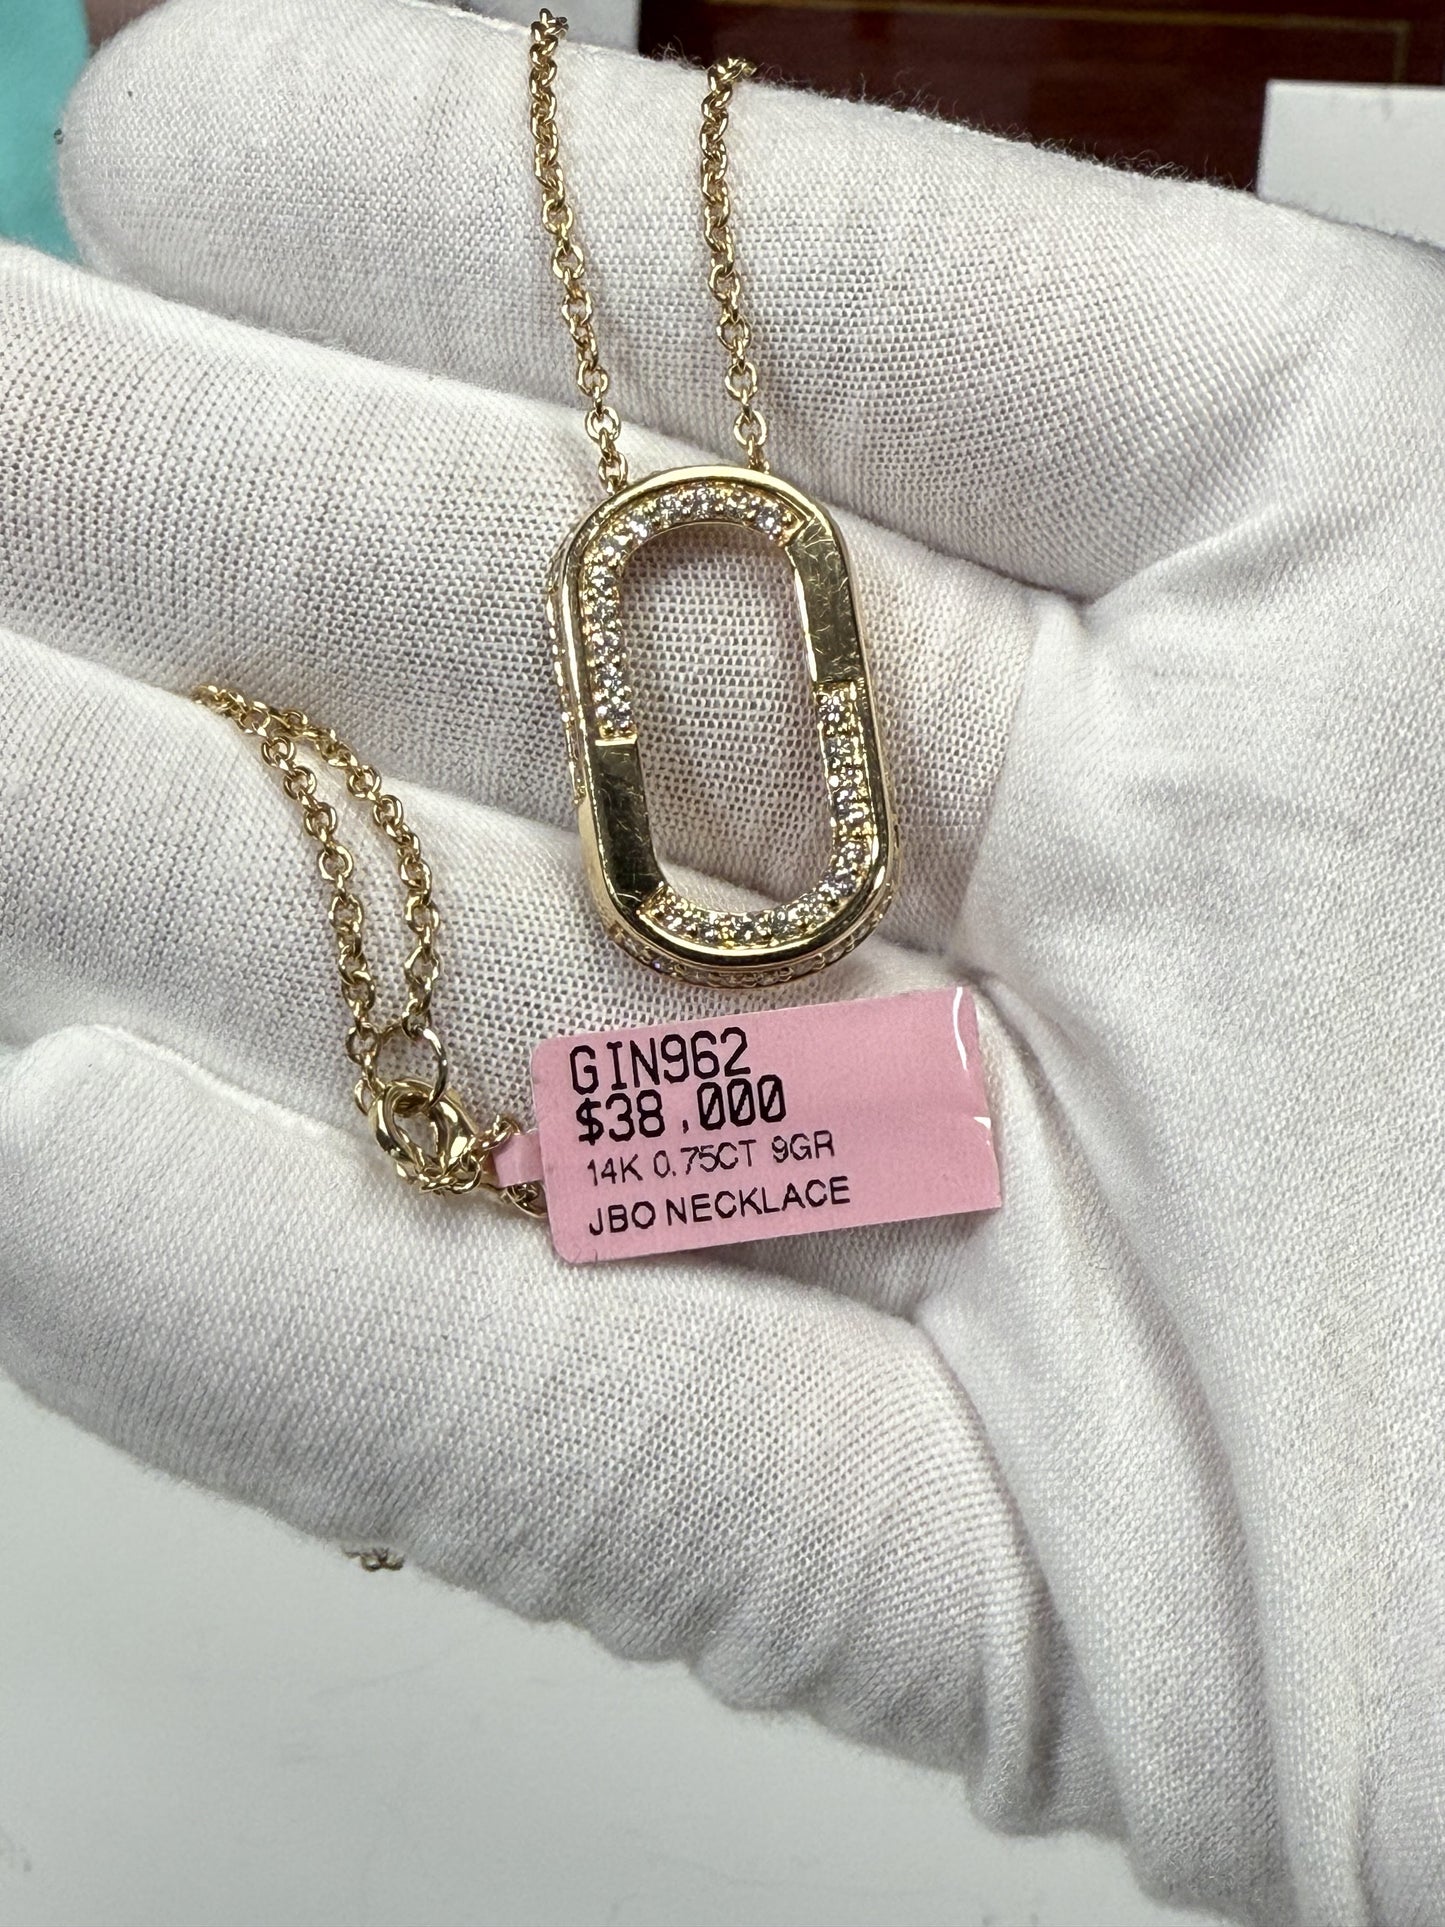 GIN962
$38,000
14K 0.75CT 9GR
JBO NECKLACE